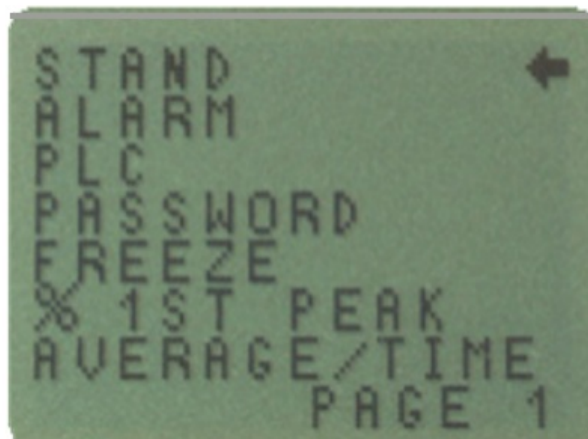 STAND
ALARM
PLC
PASSWORD
FREEZE
% 1ST PEAK
AVERAGE/TIME
PAGE 1